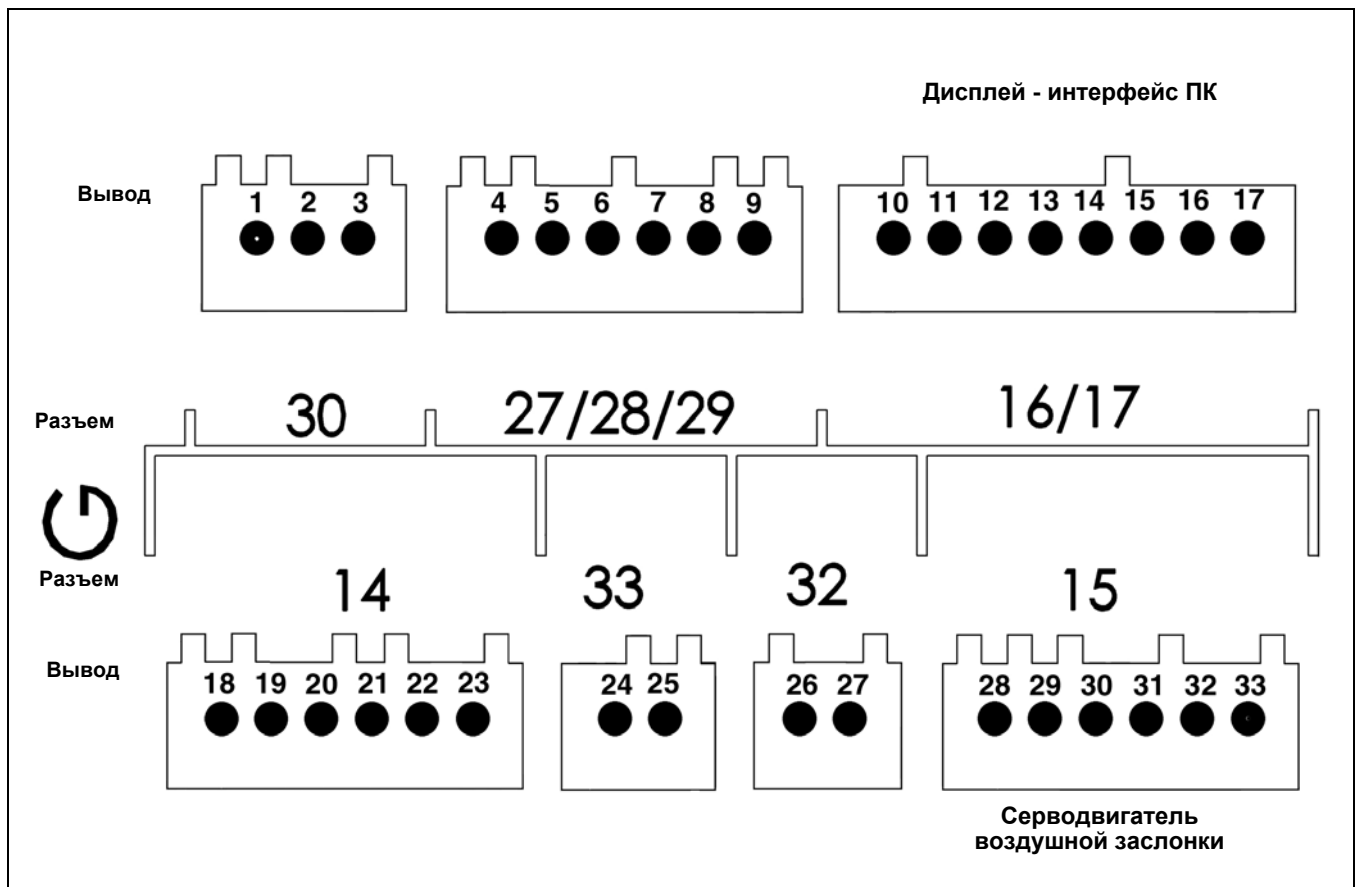 Дисплей - интерфейс ПК
Вывод
1 2 3 4 5 6 7 8 9 10 11 12 13 14 15 16 17
Разъем
30 27/28/29 16/17
Разъем
14 33 32 15
Вывод
18 19 20 21 22 23 24 25 26 27 28 29 30 31 32 33
Серводвигатель
воздушной заслонки